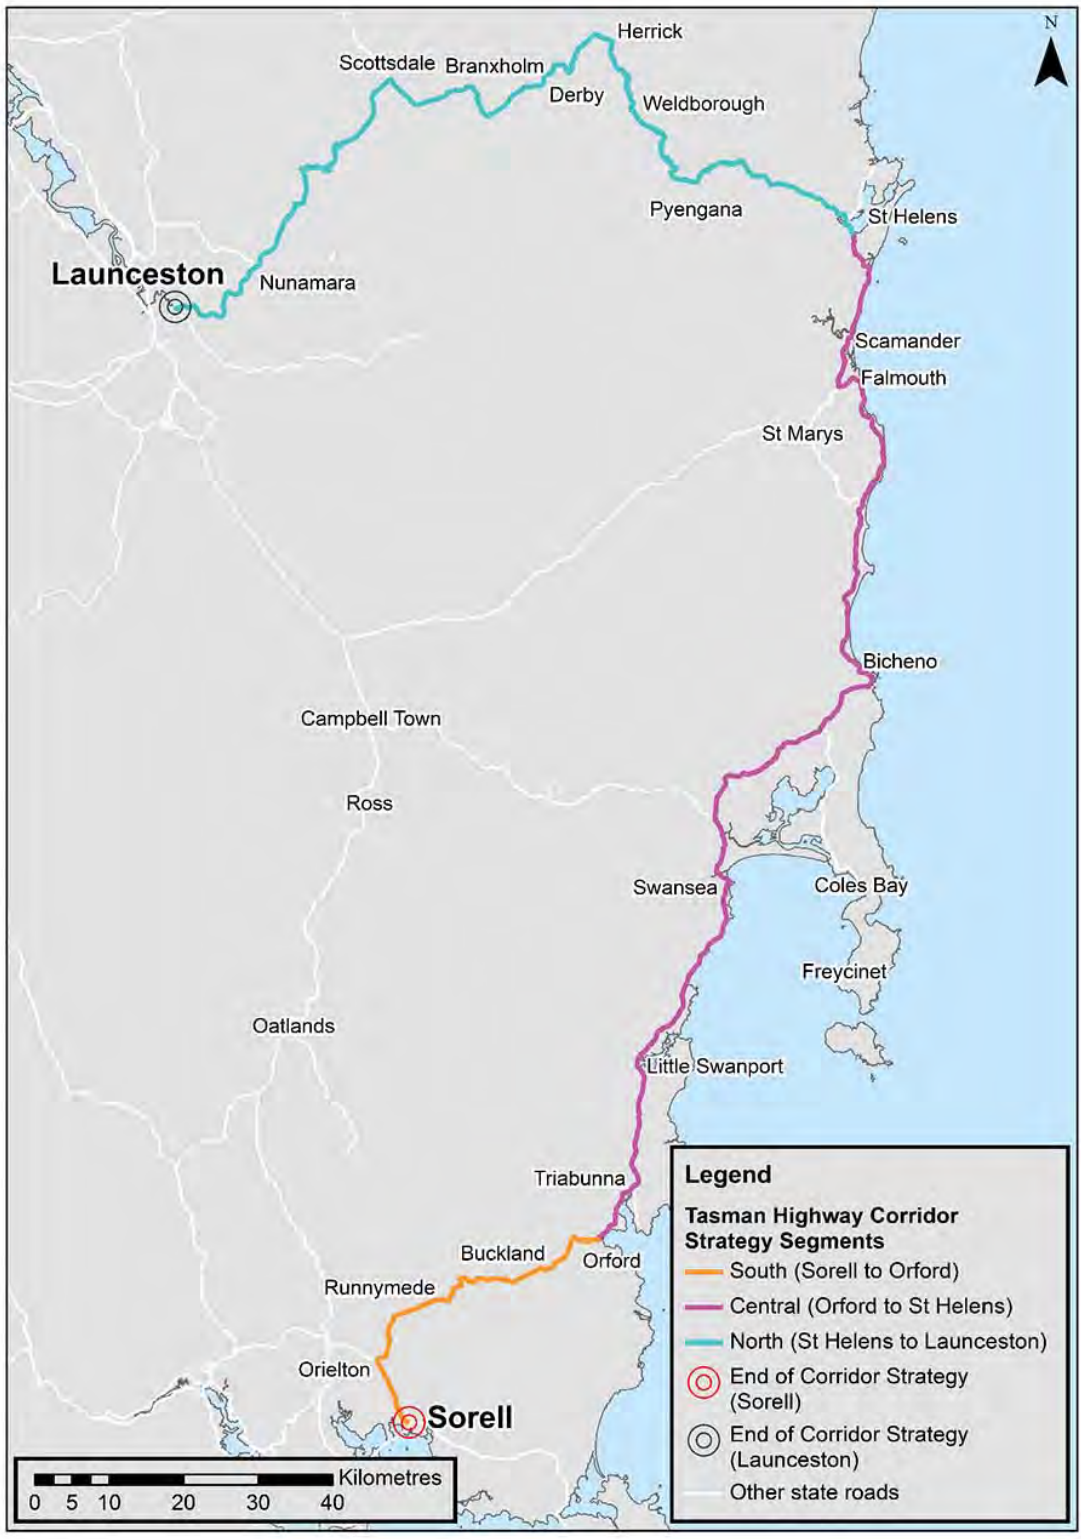 N
Herrick
Scottsdale
Branxholm
Derby
Weldborough
Pyengana
St Helens
Launceston
Nunamara
Scamander
Falmouth
St Marys
Bicheno
Campbell Town
Ross
Swansea
Coles Bay
Freycinet
Oatlands
Little Swanport
Triabunna
Buckland
Orford
Runnymede
Orielton
Sorell
Legend
Tasman Highway Corridor
Strategy Segments
South (Sorell to Orford)
Central (Orford to St Helens)
North (St Helens to Launceston)
End of Corridor Strategy
(Sorell)
End of Corridor Strategy
(Launceston)
Other state roads
Kilometres
0 5 10 20 30 40